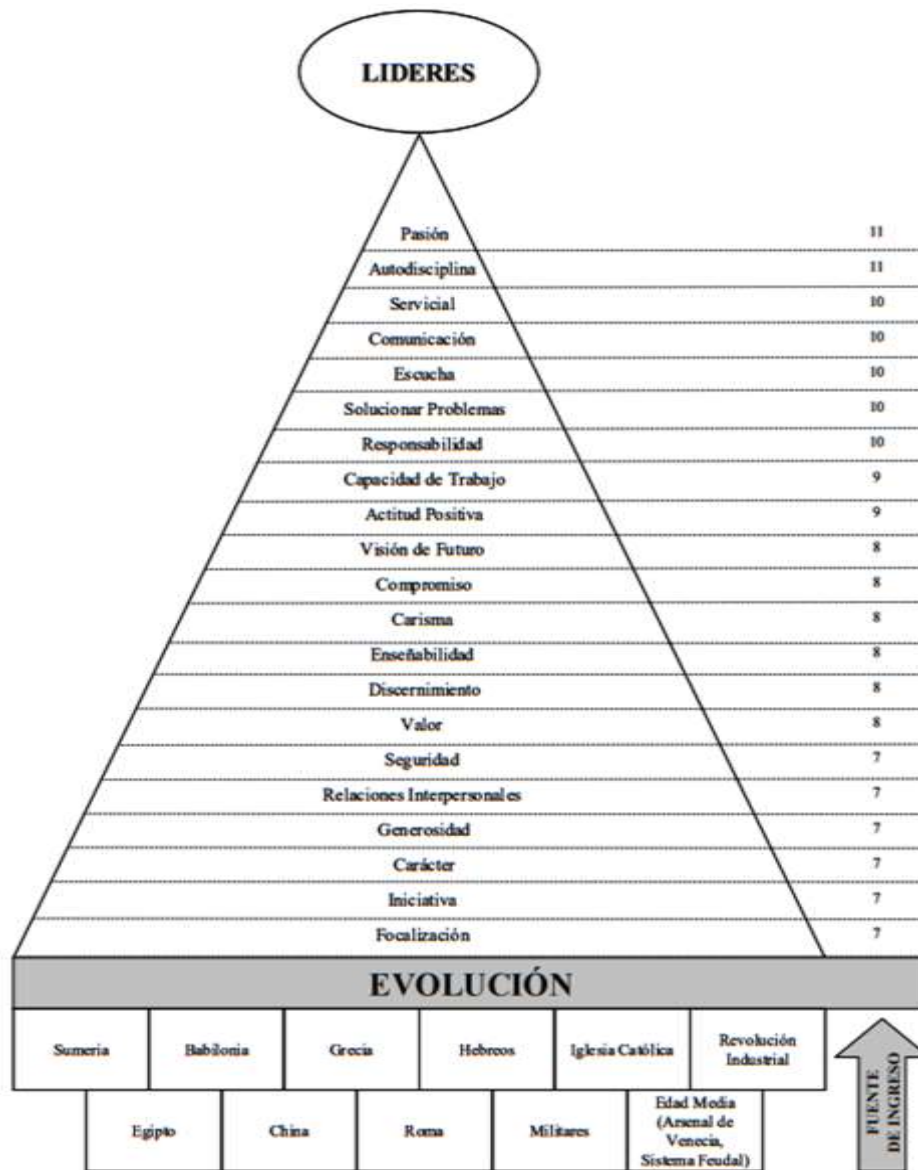 LIDERES
Pasión 11
Autodisciplina 11
Servicial 10
Comunicación 10
Escucha 10
Solucionar Problemas 10
Responsabilidad 10
Capacidad de Trabajo 9
Actitud Positiva 9
Visión de Futuro 8
Compromiso 8
Carisma 8
Enseñabilidad 8
Discernimiento 8
Valor 8
Seguridad 7
Relaciones Interpersonales 7
Generosidad 7
Carácter 7
Iniciativa 7
Focalización 7
EVOLUCIÓN
Sumeria
Babilonia
Grecia
Hebreos
Iglesia Católica
Revolución
Industrial
Egipto
China
Roma
Militares
Edad Media
(Arsenal de
Venecia,
Sistema Feudal)
FUENTE
DE INGRESO